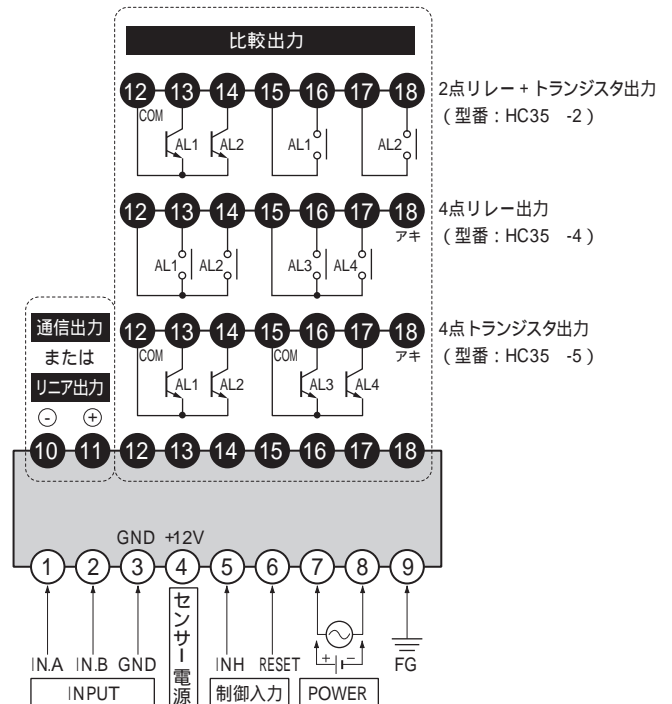 比較出力
12 13 14 15 16 17 18
COM
AL1 AL2 AL1 AL2
2点リレー + トランジスタ出力
( 型番 : HC35 -2 )
12 13 14 15 16 17 18
アキ
AL1 AL2 AL3 AL4
4点リレー出力
( 型番 : HC35 -4 )
12 13 14 15 16 17 18
COM COM アキ
AL1 AL2 AL3 AL4
4点トランジスタ出力
( 型番 : HC35 -5 )
通信出力
または
リニア出力
- +
10 11 12 13 14 15 16 17 18
GND +12V
1 2 3 4 5 6 7 8 9
センサー電源
+ -
IN.A IN.B GND INH RESET FG
INPUT 制御入力 POWER